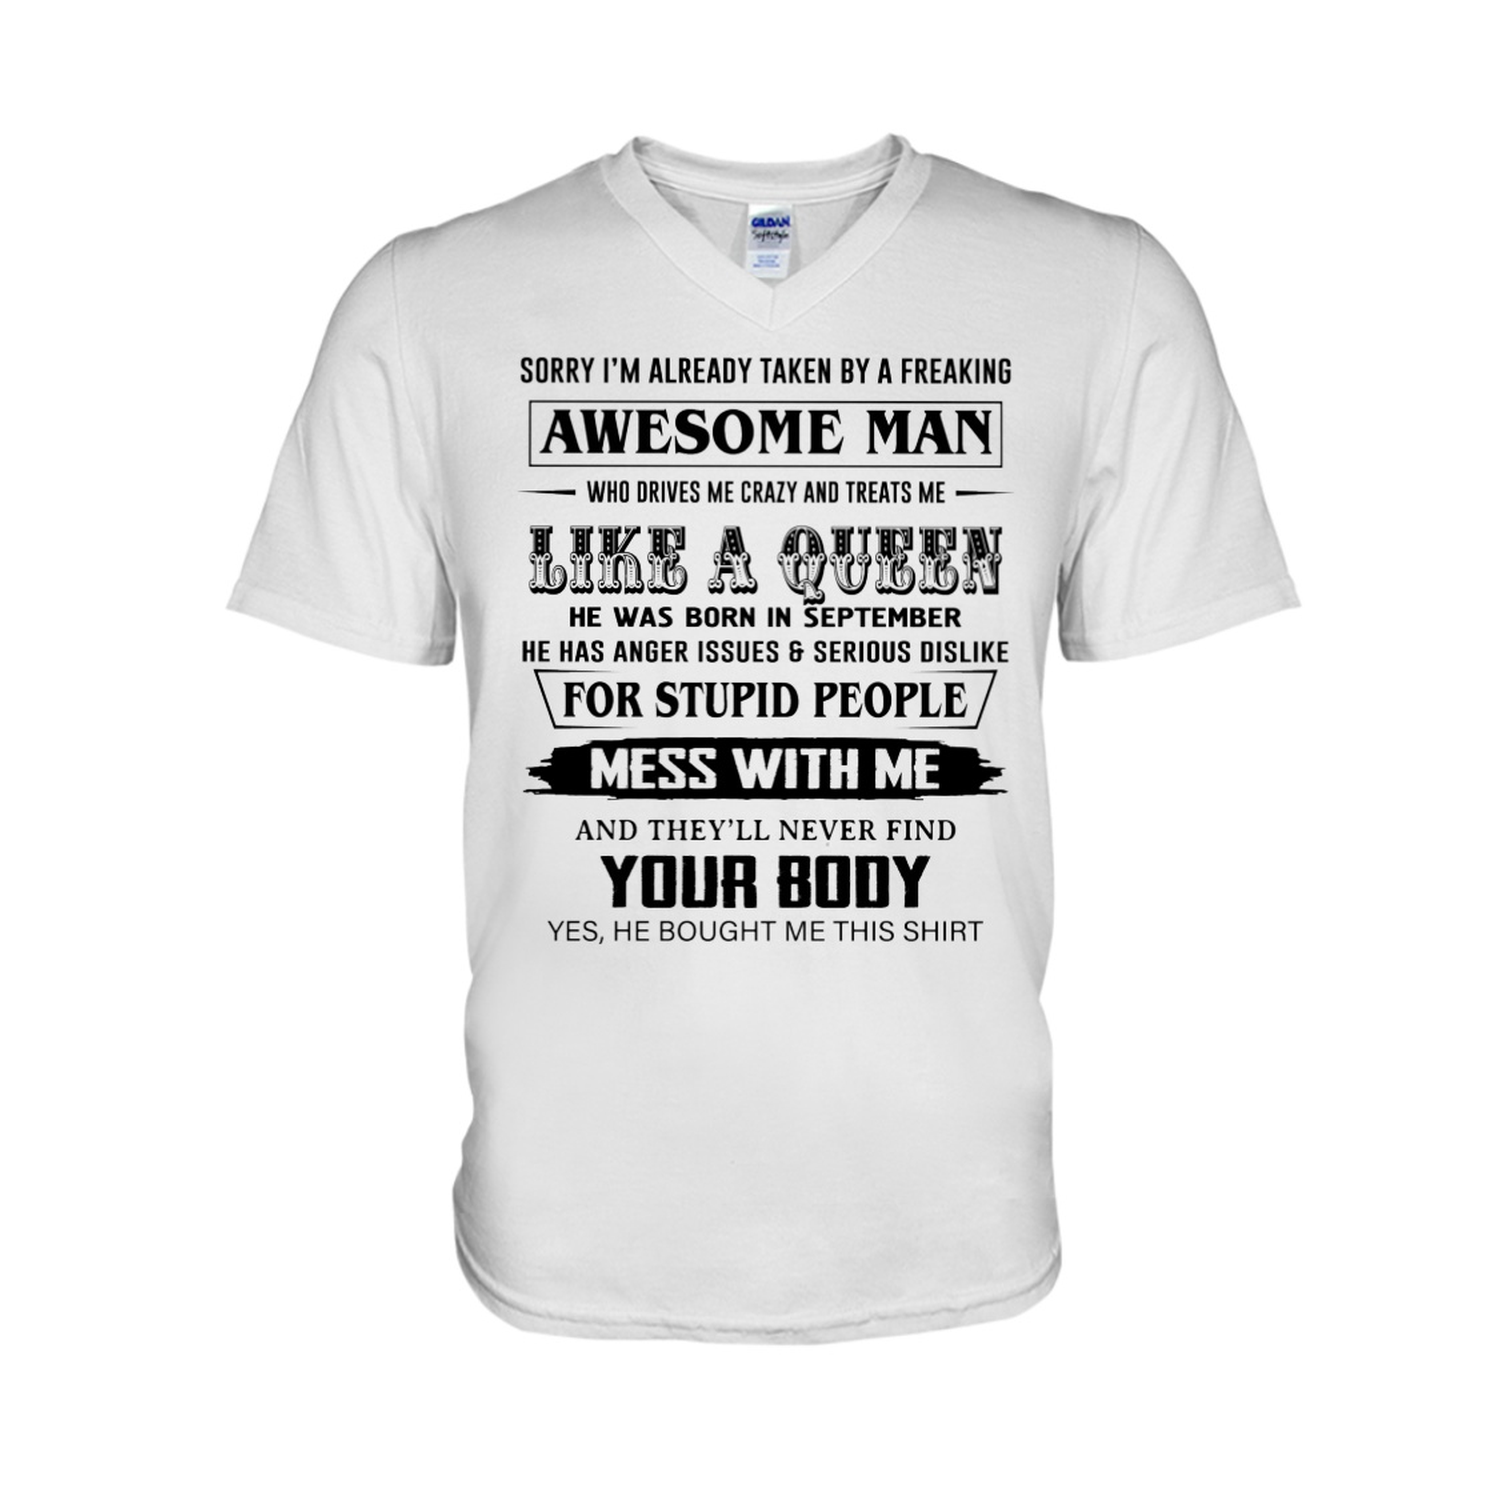 GILDAN
Softstyle
SORRY I'M ALREADY TAKEN BY A FREAKING
AWESOME MAN
WHO DRIVES ME CRAZY AND TREATS ME
LIKE A QUEEN
HE WAS BORN IN SEPTEMBER
HE HAS ANGER ISSUES & SERIOUS DISLIKE
FOR STUPID PEOPLE
MESS WITH ME
AND THEY'LL NEVER FIND
YOUR BODY
YES, HE BOUGHT ME THIS SHIRT